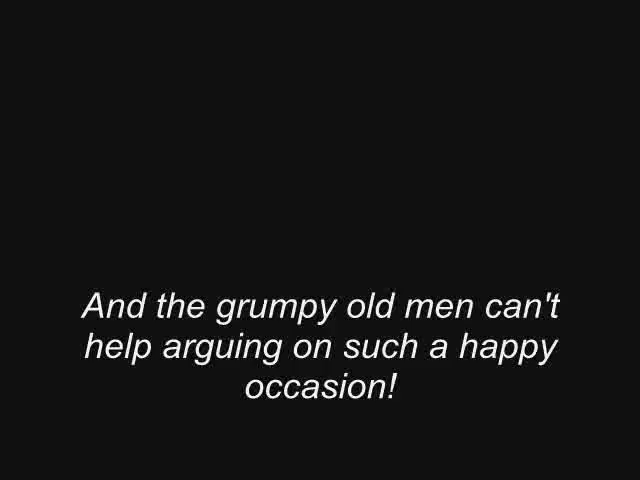 And the grumpy old men can't
help arguing on such a happy
occasion!